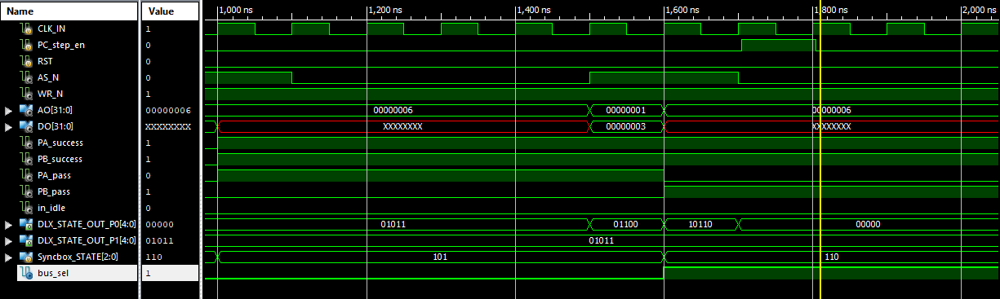 Name Value 1,000 ns 1,200 ns 1,400 ns 1,600 ns 1,800 ns 2,000 ns
CLK_IN 1
PC_step_en 0
RST 0
AS_N 0
WR_N 1
AO[31:0] 00000006 00000006 00000001 00000006
DO[31:0] XXXXXXXX XXXXXXXX 00000003 XXXXXXXX
PA_success 1
PB_success 1
PA_pass 0
PB_pass 1
in_idle 0
DLX_STATE_OUT_P0[4:0] 00000 01011 01100 10110 00000
DLX_STATE_OUT_P1[4:0] 01011 01011
Syncbox_STATE[2:0] 110 101 110
bus_sel 1